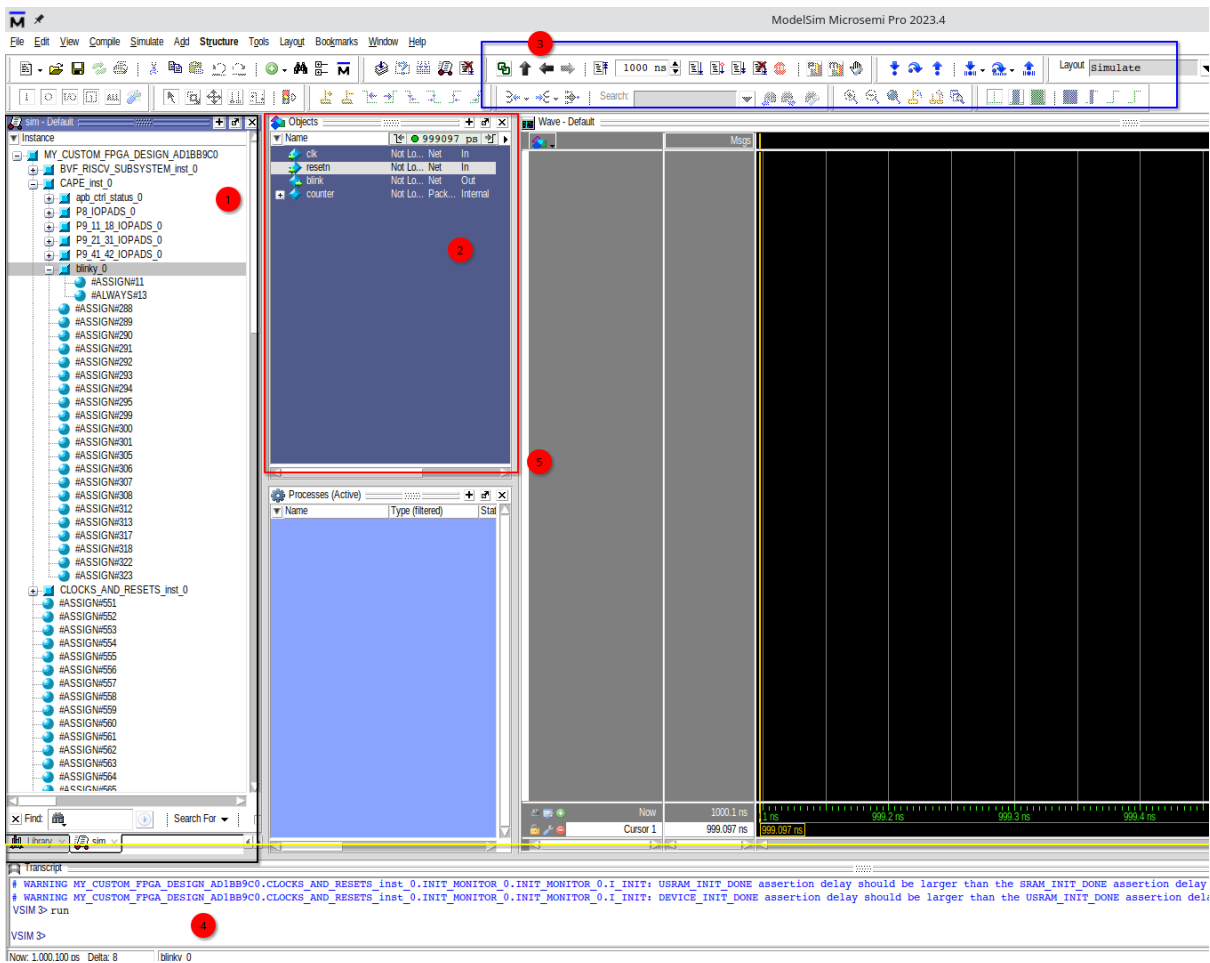 ModelSim Microsemi Pro 2023.4
File Edit View Compile Simulate Add Structure Tools Layout Bookmarks Window Help
3
1000 ns
Layout simulate
ALL
Search:
sim - Default
Instance
MY_CUSTOM_FPGA_DESIGN_AD1BB9C0
BVF_RISCV_SUBSYSTEM_inst_0
CAPE_inst_0
apb_ctrl_status_0
P8_IOPADS_0
P9_11_18_IOPADS_0
P9_21_31_IOPADS_0
P9_41_42_IOPADS_0
blinky_0
#ASSIGN#11
#ALWAYS#13
#ASSIGN#288
#ASSIGN#289
#ASSIGN#290
#ASSIGN#291
#ASSIGN#292
#ASSIGN#293
#ASSIGN#294
#ASSIGN#295
#ASSIGN#299
#ASSIGN#300
#ASSIGN#301
#ASSIGN#305
#ASSIGN#306
#ASSIGN#307
#ASSIGN#308
#ASSIGN#312
#ASSIGN#313
#ASSIGN#317
#ASSIGN#318
#ASSIGN#322
#ASSIGN#323
CLOCKS_AND_RESETS_inst_0
#ASSIGN#551
#ASSIGN#552
#ASSIGN#553
#ASSIGN#554
#ASSIGN#555
#ASSIGN#556
#ASSIGN#557
#ASSIGN#558
#ASSIGN#559
#ASSIGN#560
#ASSIGN#561
#ASSIGN#562
#ASSIGN#563
#ASSIGN#564
#ASSIGN#565
1
Find:
Search For
Library
sim
Objects
Name
999097 ps
clk Not Lo... Net In
resetn Not Lo... Net In
blink Not Lo... Net Out
counter Not Lo... Pack... Internal
2
5
Processes (Active)
Name Type (filtered) Stat
Wave - Default
Msgs
Now 1000.1 ns
Cursor 1 999.097 ns
1 ns 999.2 ns 999.3 ns 999.4 ns
999.097 ns
Transcript
# WARNING MY_CUSTOM_FPGA_DESIGN_AD1BB9C0.CLOCKS_AND_RESETS_inst_0.INIT_MONITOR_0.INIT_MONITOR_0.I_INIT: USRAM_INIT_DONE assertion delay should be larger than the SRAM_INIT_DONE assertion delay
# WARNING MY_CUSTOM_FPGA_DESIGN_AD1BB9C0.CLOCKS_AND_RESETS_inst_0.INIT_MONITOR_0.INIT_MONITOR_0.I_INIT: DEVICE_INIT_DONE assertion delay should be larger than the USRAM_INIT_DONE assertion dela
VSIM 3> run
4
VSIM 3>
Now: 1,000,100 ps Delta: 8
blinky_0